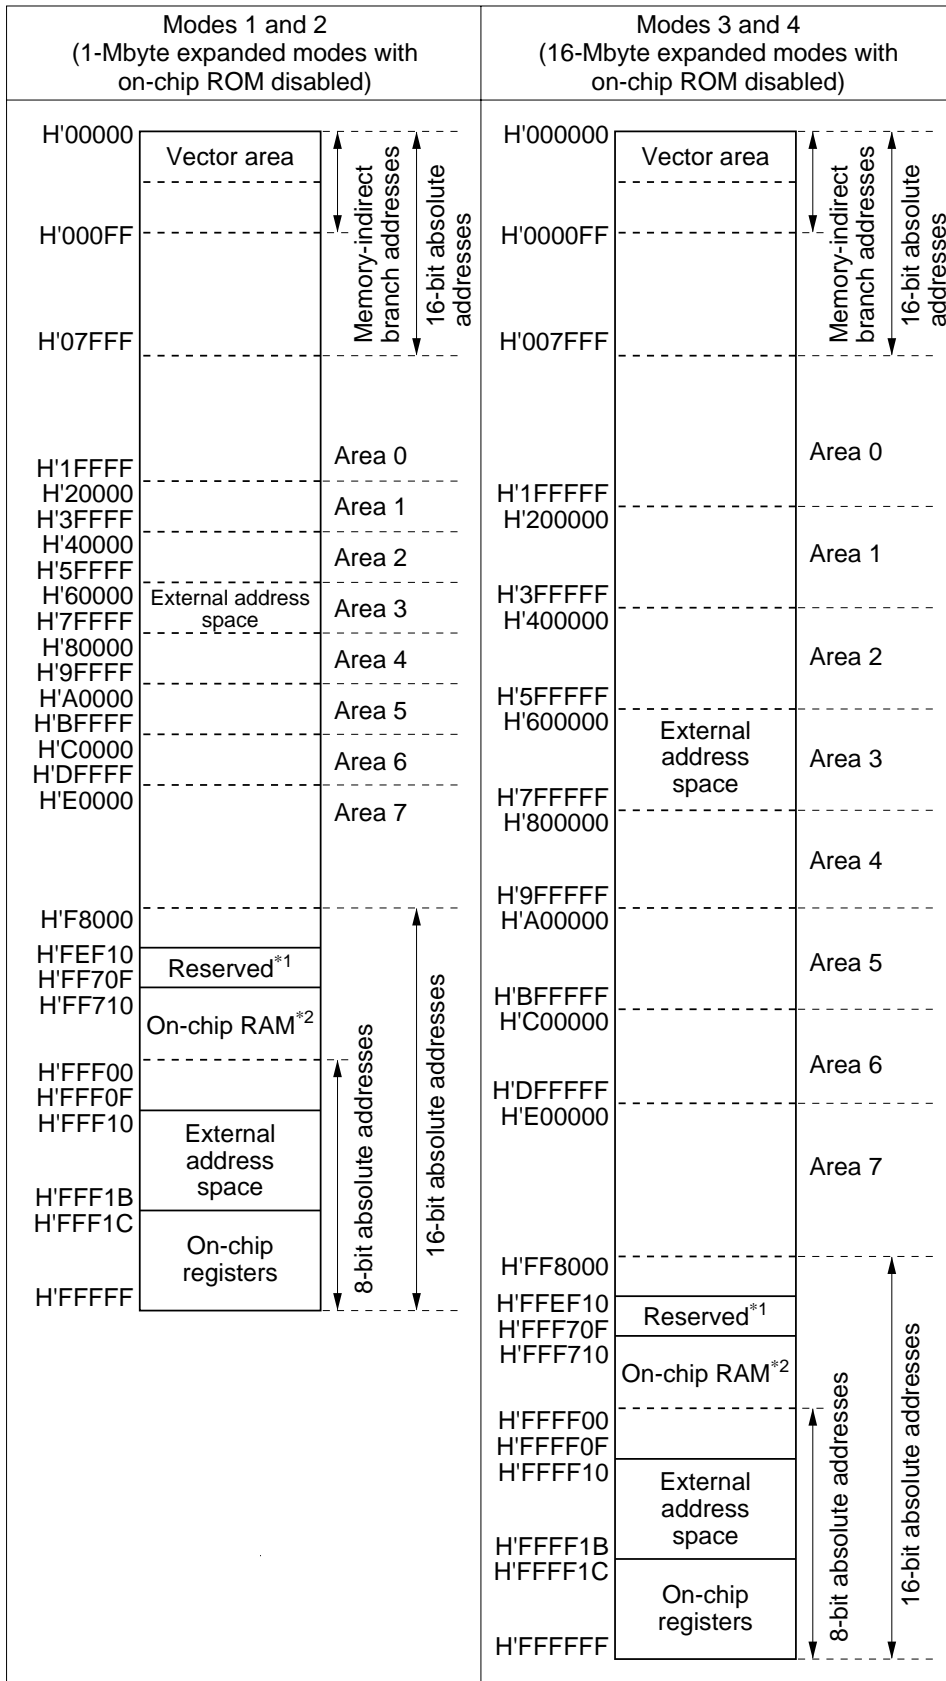 Modes 1 and 2
(1-Mbyte expanded modes with
on-chip ROM disabled)
H'00000
Vector area
H'000FF
H'07FFF
Memory-indirect
branch addresses
16-bit absolute
addresses
Area 0
H'1FFFF
H'20000
Area 1
H'3FFFF
H'40000
Area 2
H'5FFFF
H'60000
External address
space
Area 3
H'7FFFF
H'80000
Area 4
H'9FFFF
H'A0000
Area 5
H'BFFFF
H'C0000
Area 6
H'DFFFF
H'E0000
Area 7
H'F8000
H'FEF10
Reserved*1
H'FF70F
H'FF710
On-chip RAM*2
H'FFF00
H'FFF0F
H'FFF10
External
address
space
H'FFF1B
H'FFF1C
On-chip
registers
H'FFFFF
8-bit absolute addresses
16-bit absolute addresses
Modes 3 and 4
(16-Mbyte expanded modes with
on-chip ROM disabled)
H'000000
Vector area
H'0000FF
H'007FFF
Memory-indirect
branch addresses
16-bit absolute
addresses
Area 0
H'1FFFFF
H'200000
Area 1
H'3FFFFF
H'400000
Area 2
H'5FFFFF
H'600000
External
address
space
Area 3
H'7FFFFF
H'800000
Area 4
H'9FFFFF
H'A00000
Area 5
H'BFFFFF
H'C00000
Area 6
H'DFFFFF
H'E00000
Area 7
H'FF8000
H'FFEF10
Reserved*1
H'FFF70F
H'FFF710
On-chip RAM*2
H'FFFF00
H'FFFF0F
H'FFFF10
External
address
space
H'FFFF1B
H'FFFF1C
On-chip
registers
H'FFFFFF
8-bit absolute addresses
16-bit absolute addresses